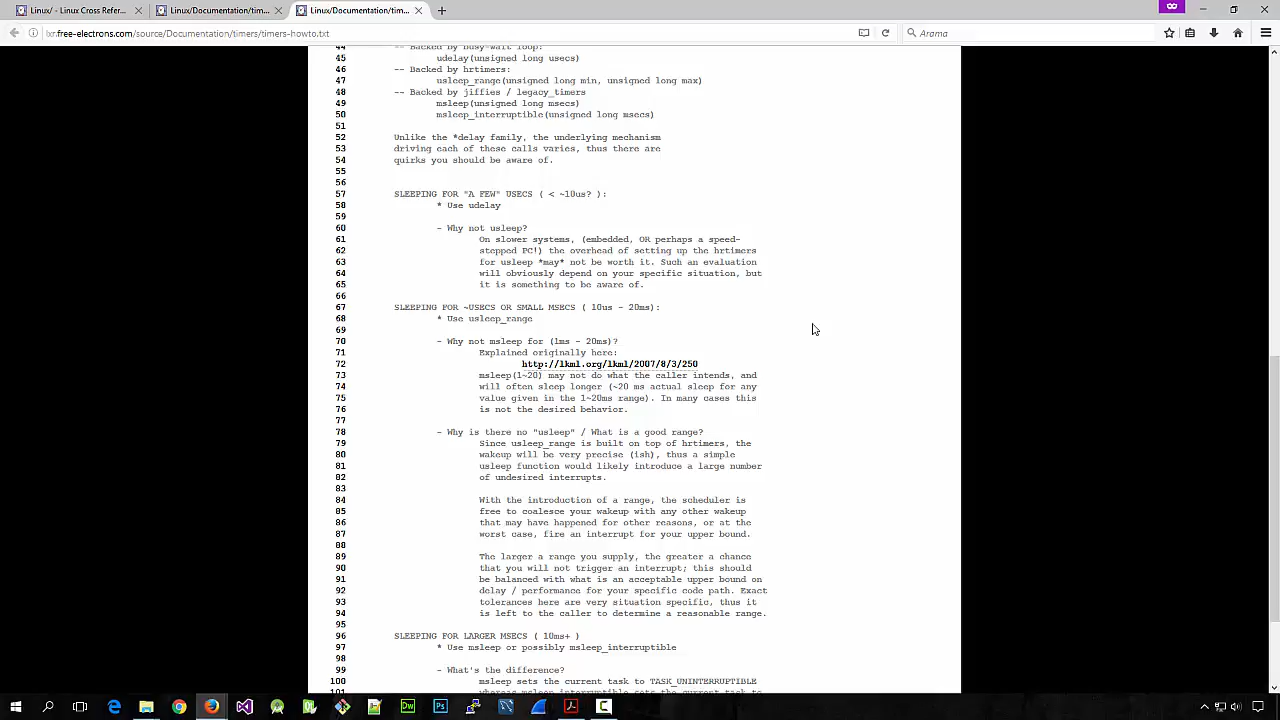 Linux/ - Linux Cross Refer...
Linux/Documentation/tim...
Linux/Documentation/tim...
lxr.free-electrons.com/source/Documentation/timers/timers-howto.txt
Arama
44 -- Backed by busy-wait loop:
45 udelay(unsigned long usecs)
46 -- Backed by hrtimers:
47 usleep_range(unsigned long min, unsigned long max)
48 -- Backed by jiffies / legacy_timers
49 msleep(unsigned long msecs)
50 msleep_interruptible(unsigned long msecs)
51
52 Unlike the *delay family, the underlying mechanism
53 driving each of these calls varies, thus there are
54 quirks you should be aware of.
55
56
57 SLEEPING FOR "A FEW" USECS ( < ~10us? ):
58 * Use udelay
59
60 - Why not usleep?
61 On slower systems, (embedded, OR perhaps a speed-
62 stepped PC!) the overhead of setting up the hrtimers
63 for usleep *may* not be worth it. Such an evaluation
64 will obviously depend on your specific situation, but
65 it is something to be aware of.
66
67 SLEEPING FOR ~USECS OR SMALL MSECS ( 10us - 20ms):
68 * Use usleep_range
69
70 - Why not msleep for (1ms - 20ms)?
71 Explained originally here:
72 http://lkml.org/lkml/2007/8/3/250
73 msleep(1~20) may not do what the caller intends, and
74 will often sleep longer (~20 ms actual sleep for any
75 value given in the 1~20ms range). In many cases this
76 is not the desired behavior.
77
78 - Why is there no "usleep" / What is a good range?
79 Since usleep_range is built on top of hrtimers, the
80 wakeup will be very precise (ish), thus a simple
81 usleep function would likely introduce a large number
82 of undesired interrupts.
83
84 With the introduction of a range, the scheduler is
85 free to coalesce your wakeup with any other wakeup
86 that may have happened for other reasons, or at the
87 worst case, fire an interrupt for your upper bound.
88
89 The larger a range you supply, the greater a chance
90 that you will not trigger an interrupt; this should
91 be balanced with what is an acceptable upper bound on
92 delay / performance for your specific code path. Exact
93 tolerances here are very situation specific, thus it
94 is left to the caller to determine a reasonable range.
95
96 SLEEPING FOR LARGER MSECS ( 10ms+ )
97 * Use msleep or possibly msleep_interruptible
98
99 - What's the difference?
100 msleep sets the current task to TASK_UNINTERRUPTIBLE
101 whereas msleep_interruptible sets the current task to
Dw
Ps